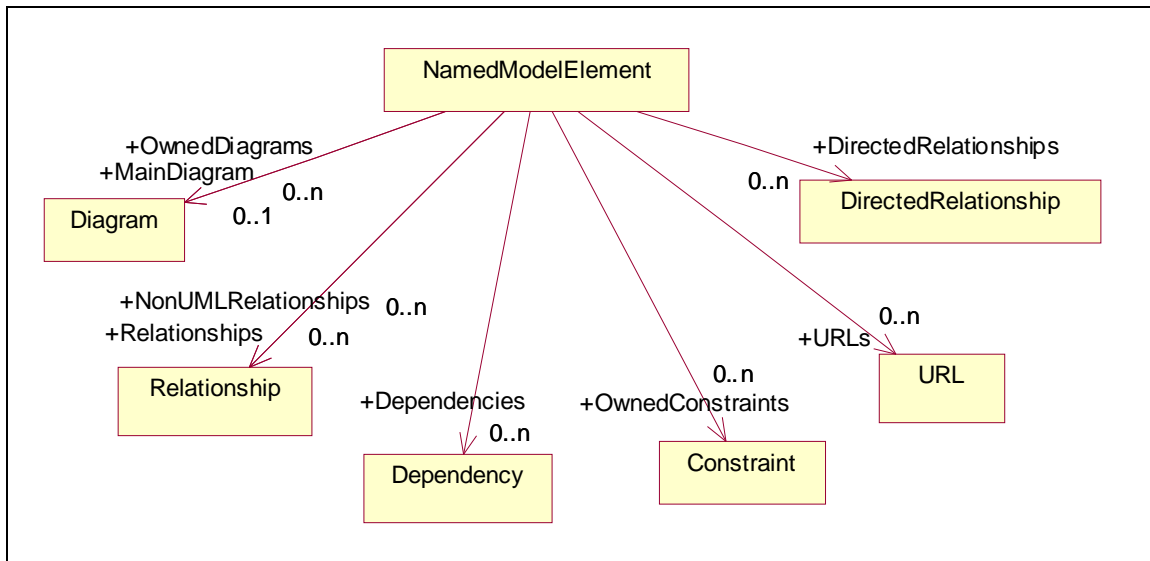 NamedModelElement
+OwnedDiagrams
+MainDiagram
0..n
0..1
Diagram
+DirectedRelationships
0..n
DirectedRelationship
+NonUMLRelationships
0..n
+Relationships
0..n
Relationship
+Dependencies
0..n
Dependency
0..n
+OwnedConstraints
Constraint
0..n
+URLs
URL